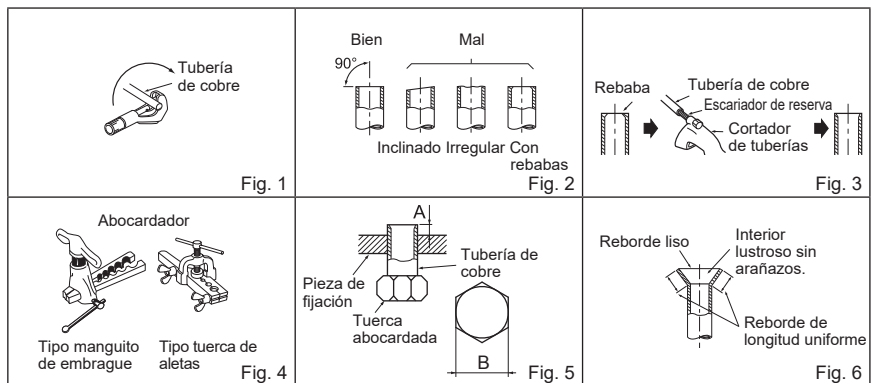 Tubería
de cobre
Fig. 1
Bien
Mal
90°
Inclinado Irregular Con
rebabas
Fig. 2
Rebaba
Tubería de cobre
Escariador de reserva
Cortador
de tuberías
Fig. 3
Abocardador
Tipo manguito
de embrague
Tipo tuerca de
aletas
Fig. 4
A
Tubería de
cobre
Pieza de
fijación
Tuerca
abocardada
B
Fig. 5
Reborde liso
Interior
lustroso sin
arañazos.
Reborde de
longitud uniforme
Fig. 6